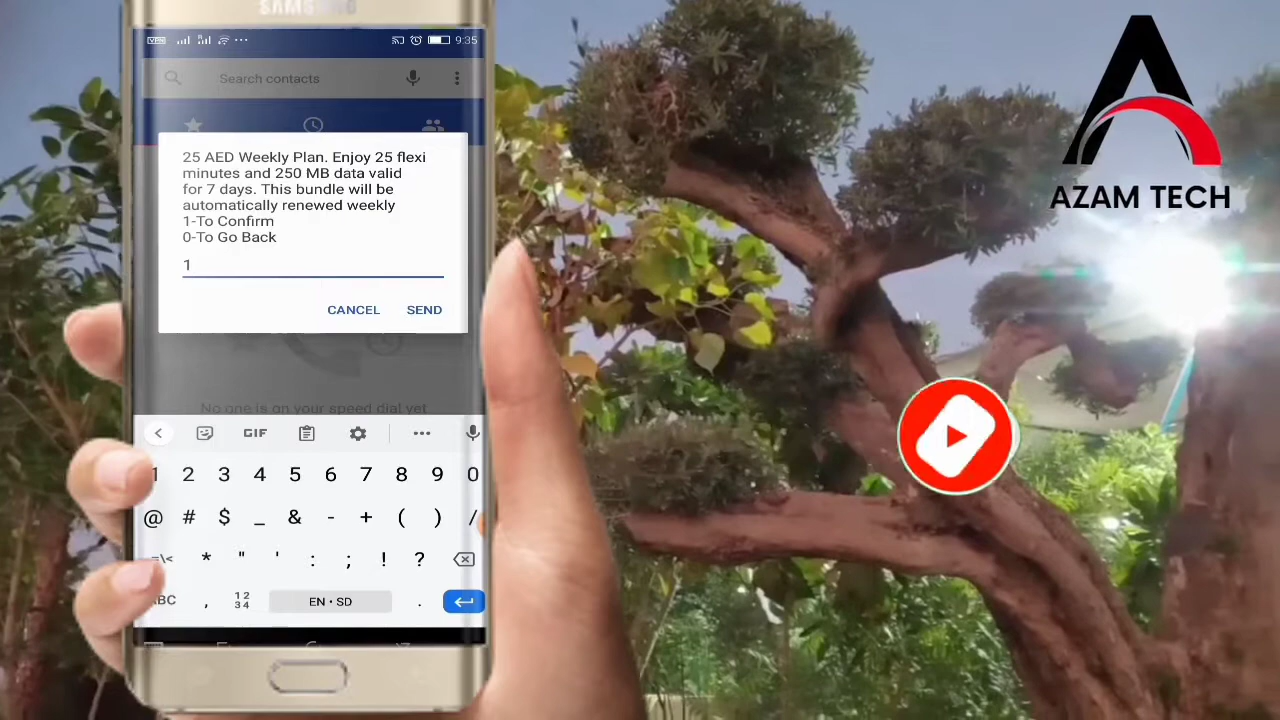 SAMSUNG
VPN
9:35
Search contacts
25 AED Weekly Plan. Enjoy 25 flexi
minutes and 250 MB data valid
for 7 days. This bundle will be
automatically renewed weekly
1-To Confirm
0-To Go Back
1
CANCEL SEND
No one is on your speed dial yet
GIF
1 2 3 4 5 6 7 8 9 0
@ # $ _ & - + ( ) /
=\< * " ' : ; ! ?
ABC , 12 34 EN • SD .
AZAM TECH